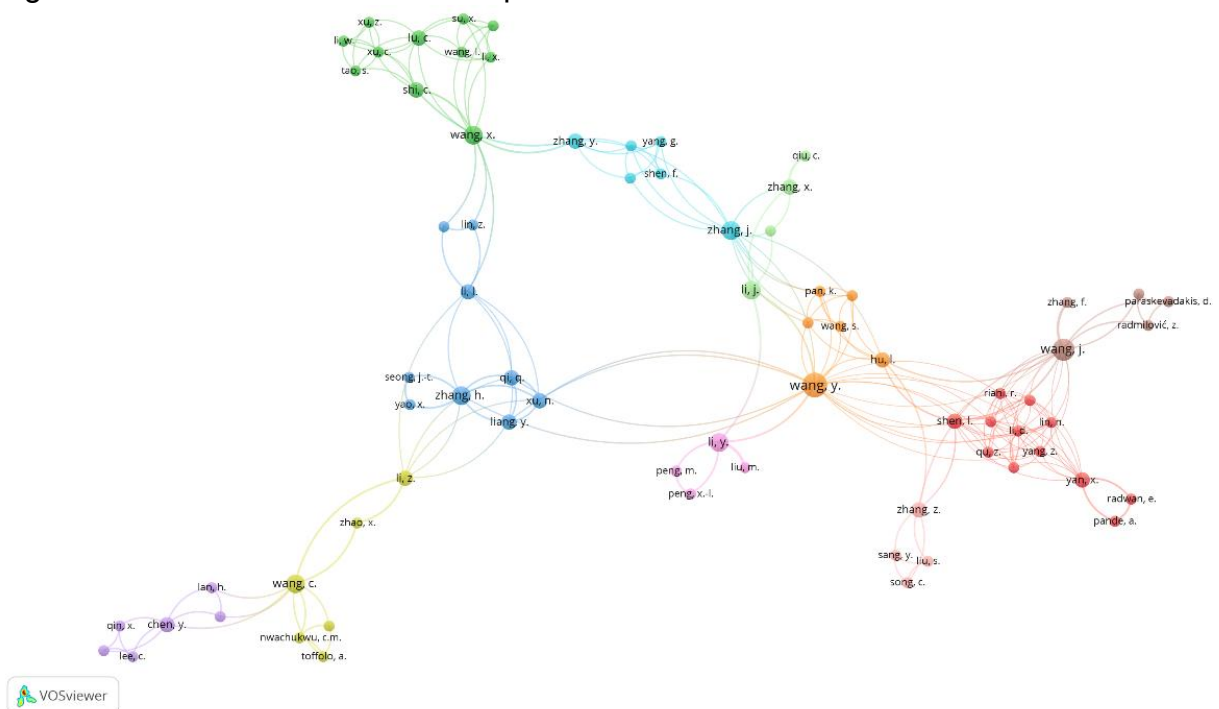 su, x.
xu, z.
lu, c.
li, w.
xu, c.
wang, l.
li, x.
tao, s.
shi, c.
wang, x.
zhang, y.
yang, g.
qiu, c.
shen, f.
zhang, x.
lin, z.
zhang, j.
li, l.
li, j.
pan, k.
zhang, f.
paraskevadakis, d.
wang, s.
radmilović, z.
wang, j.
hu, l.
seong, j.-t.
qi, q.
wang, y.
zhang, h.
xu, n.
riani, r.
yao, x.
liang, y.
shen, l.
li, c.
lin, n.
li, y.
qu, z.
yang, z.
peng, m.
liu, m.
li, z.
yan, x.
peng, x.-l.
radwan, e.
zhang, z.
zhao, x.
pande, a.
sang, y.
liu, s.
wang, c.
song, c.
lan, h.
qin, x.
chen, y.
nwachukwu, c.m.
lee, c.
toffolo, a.
VOSviewer